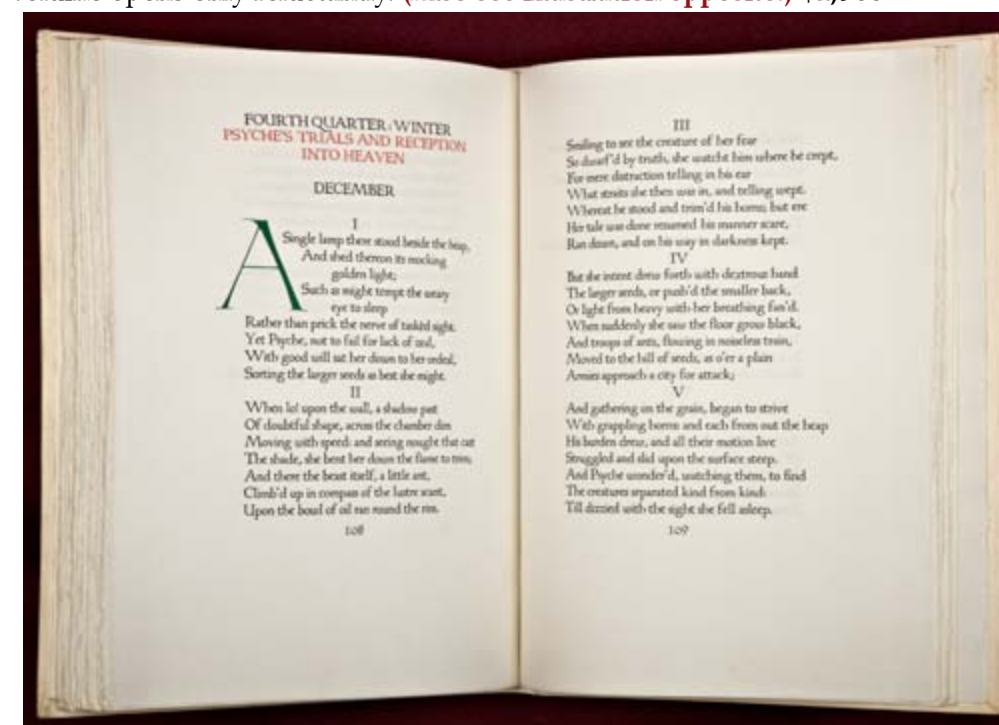 FOURTH QUARTER: WINTER
PSYCHE'S TRIALS AND RECEPTION
INTO HEAVEN
DECEMBER
I
A Single lamp there stood beside the heap,
And shed thereon its mocking
golden light;
Such as might tempt the weary
eye to sleep
Rather than prick the nerve of taskèd sight.
Yet Psyche, not to fail for lack of zeal,
With good will sat her down to her ordeal,
Sorting the larger seeds as best she might.
II
When lo! upon the wall, a shadow past
Of doubtful shape, across the chamber dim
Moving with speed: and seeing nought that cast
The shade, she bent her down the flame to trim;
And there the beast itself, a little ant,
Climb'd up in compass of the lustre scant,
Upon the bowl of oil ran round the rim.
108
III
Smiling to see the creature of her fear
So dwarf'd by truth, she watcht him where he crept,
For mere distraction telling in his ear
What straits she then was in, and telling wept.
Whereat he stood and trim'd his horns; but ere
Her tale was done resumed his manner scare,
Ran down, and on his way in darkness kept.
IV
But she intent drew forth with dextrous hand
The larger seeds, or push'd the smaller back,
Or light from heavy with her breathing fan'd.
When suddenly she saw the floor grown black,
And troops of ants, flowing in noiseless train,
Moved to the hill of seeds, as o'er a plain
Armies approach a city for attack;
V
And gathering on the grain, began to strive
With grappling horns: and each from out the heap
His burden drew, and all their motion live
Struggled and slid upon the surface steep.
And Psyche wonder'd, watching them, to find
The creatures separated kind from kind:
Till dizzied with the sight she fell asleep.
109